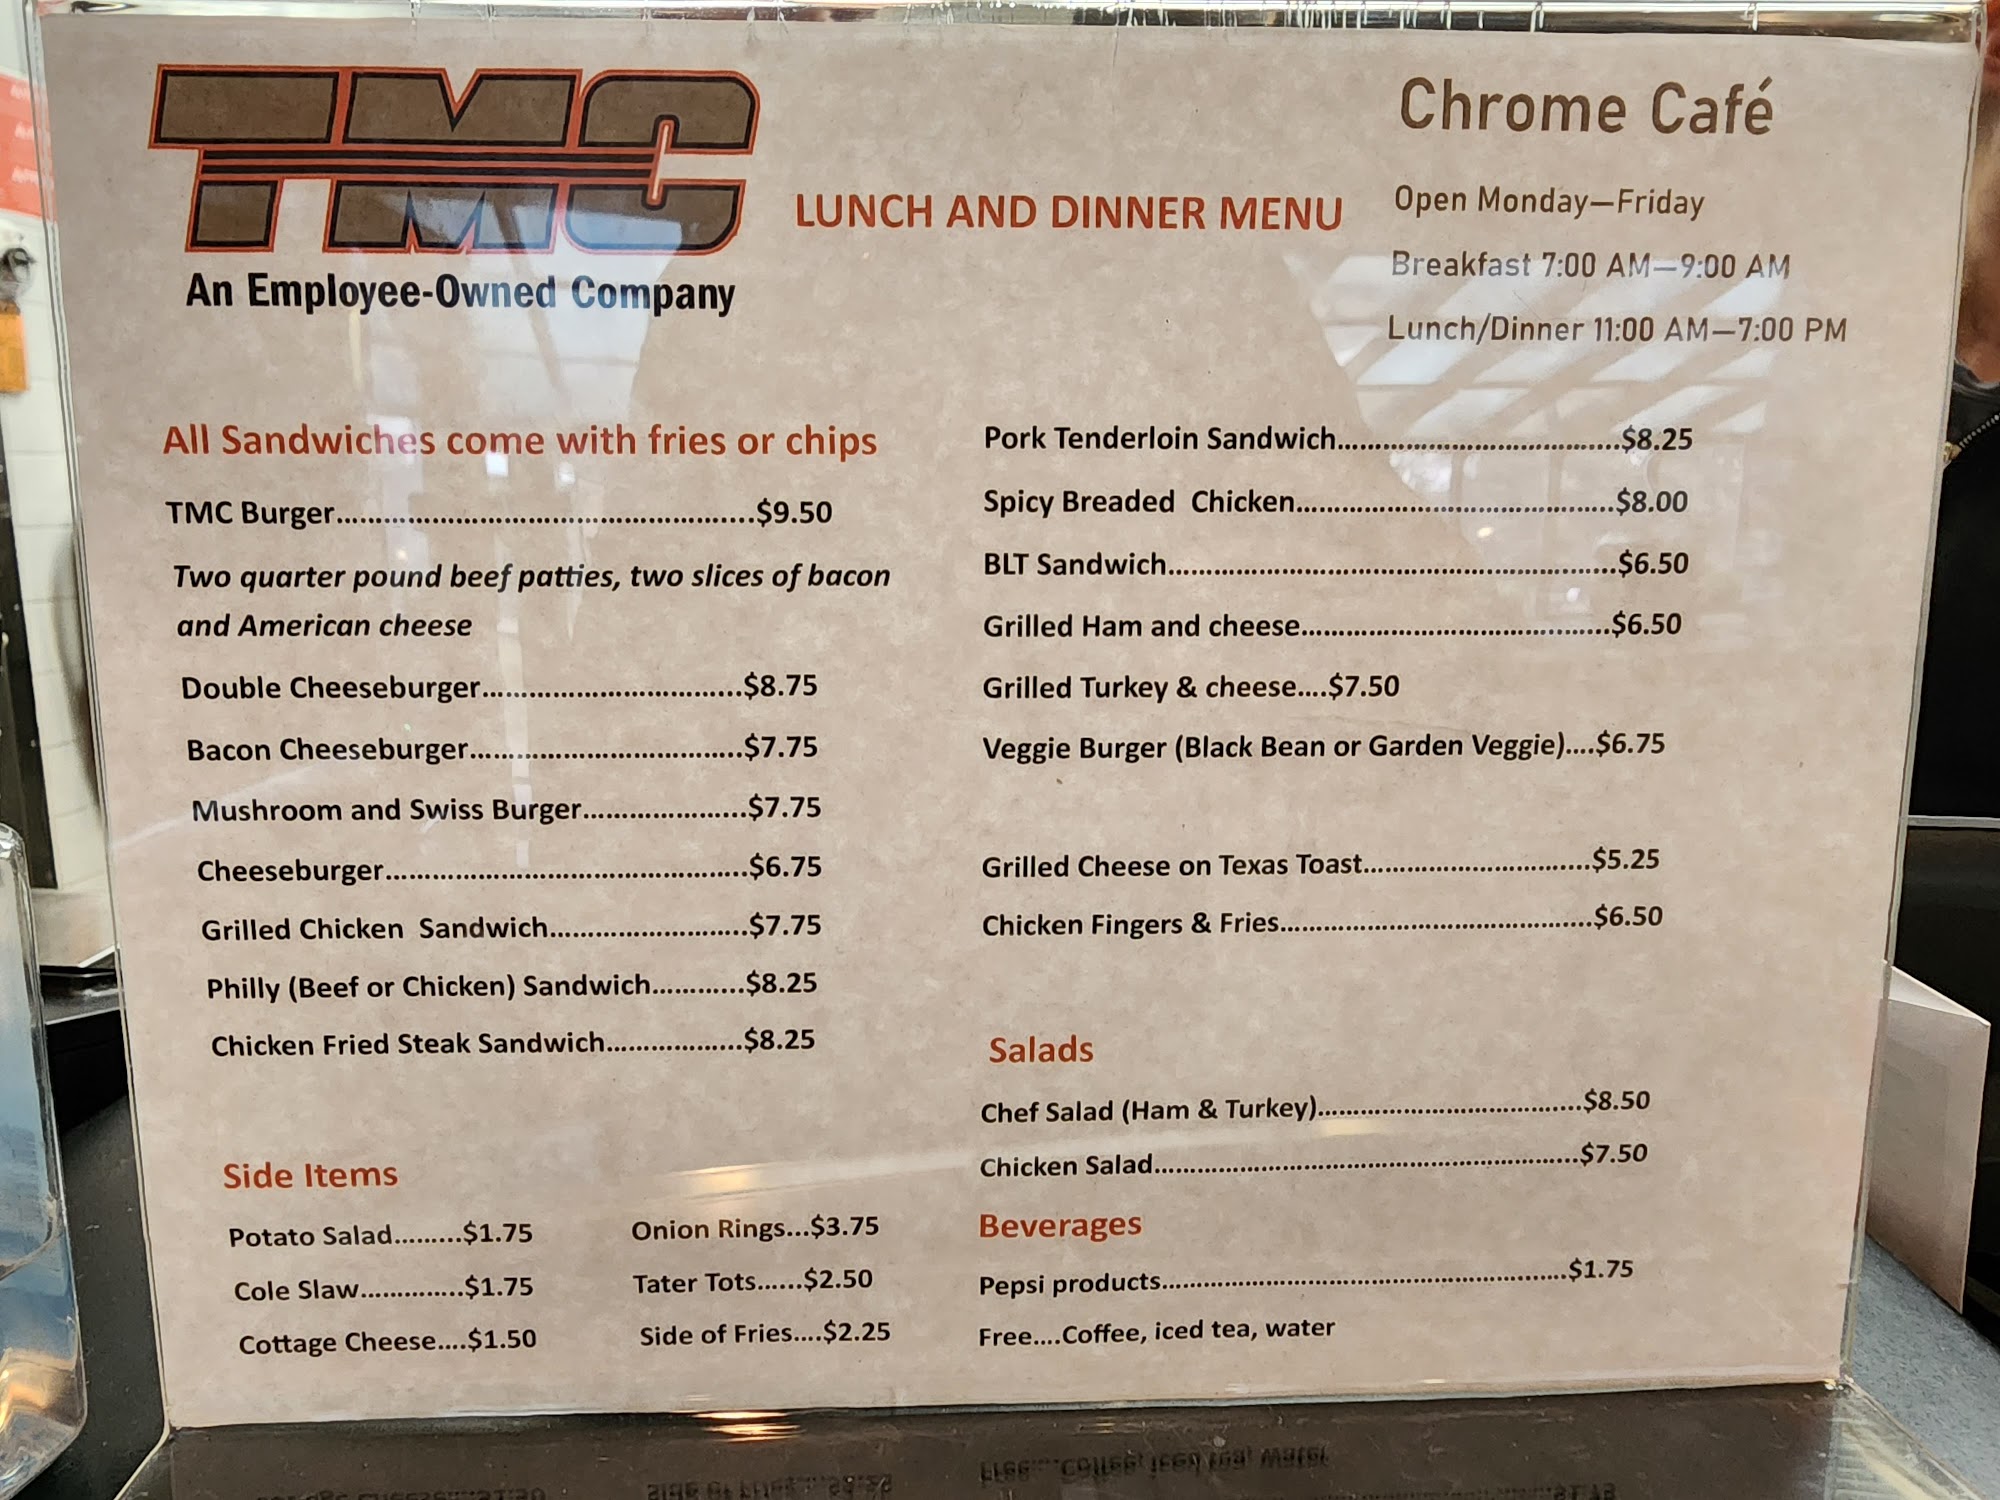 TMC
An Employee-Owned Company
LUNCH AND DINNER MENU
Chrome Café
Open Monday—Friday
Breakfast 7:00 AM—9:00 AM
Lunch/Dinner 11:00 AM—7:00 PM
All Sandwiches come with fries or chips
TMC Burger.......................................................$9.50
Two quarter pound beef patties, two slices of bacon
and American cheese
Double Cheeseburger..................................$8.75
Bacon Cheeseburger....................................$7.75
Mushroom and Swiss Burger......................$7.75
Cheeseburger................................................$6.75
Grilled Chicken  Sandwich..........................$7.75
Philly (Beef or Chicken) Sandwich............$8.25
Chicken Fried Steak Sandwich..................$8.25
Side Items
Potato Salad.........$1.75
Cole Slaw..............$1.75
Cottage Cheese....$1.50
Onion Rings...$3.75
Tater Tots......$2.50
Side of Fries....$2.25
Pork Tenderloin Sandwich.....................................$8.25
Spicy Breaded  Chicken..........................................$8.00
BLT Sandwich...........................................................$6.50
Grilled Ham and cheese.........................................$6.50
Grilled Turkey & cheese....$7.50
Veggie Burger (Black Bean or Garden Veggie)....$6.75
Grilled Cheese on Texas Toast..............................$5.25
Chicken Fingers & Fries.........................................$6.50
Salads
Chef Salad (Ham & Turkey)...................................$8.50
Chicken Salad.........................................................$7.50
Beverages
Pepsi products.......................................................$1.75
Free....Coffee, iced tea, water